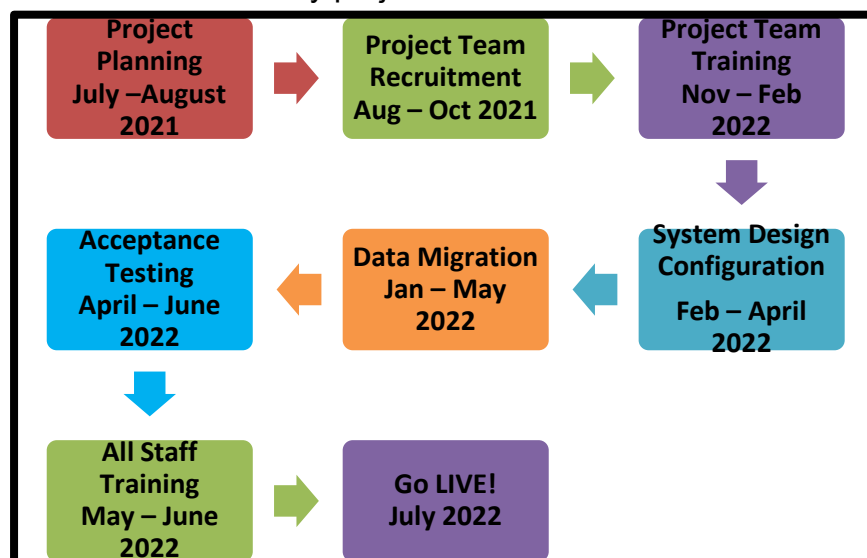 Project
Planning
July –August
2021
Project Team
Recruitment
Aug – Oct 2021
Project Team
Training
Nov – Feb
2022
System Design
Configuration
Feb – April
2022
Data Migration
Jan – May
2022
Acceptance
Testing
April – June
2022
All Staff
Training
May – June
2022
Go LIVE!
July 2022